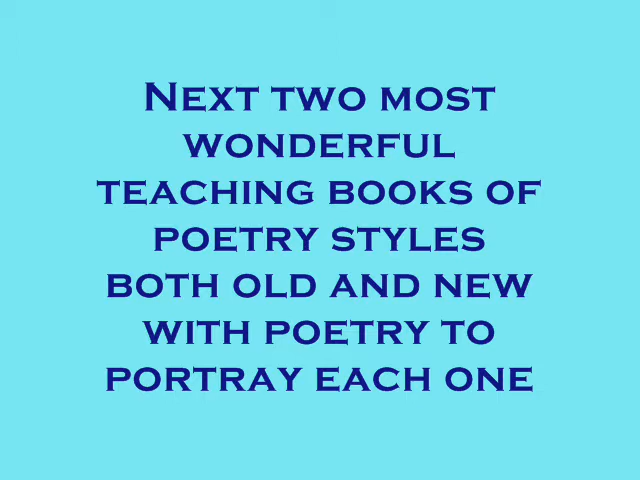 Next two most
wonderful
teaching books of
poetry styles
both old and new
with poetry to
portray each one